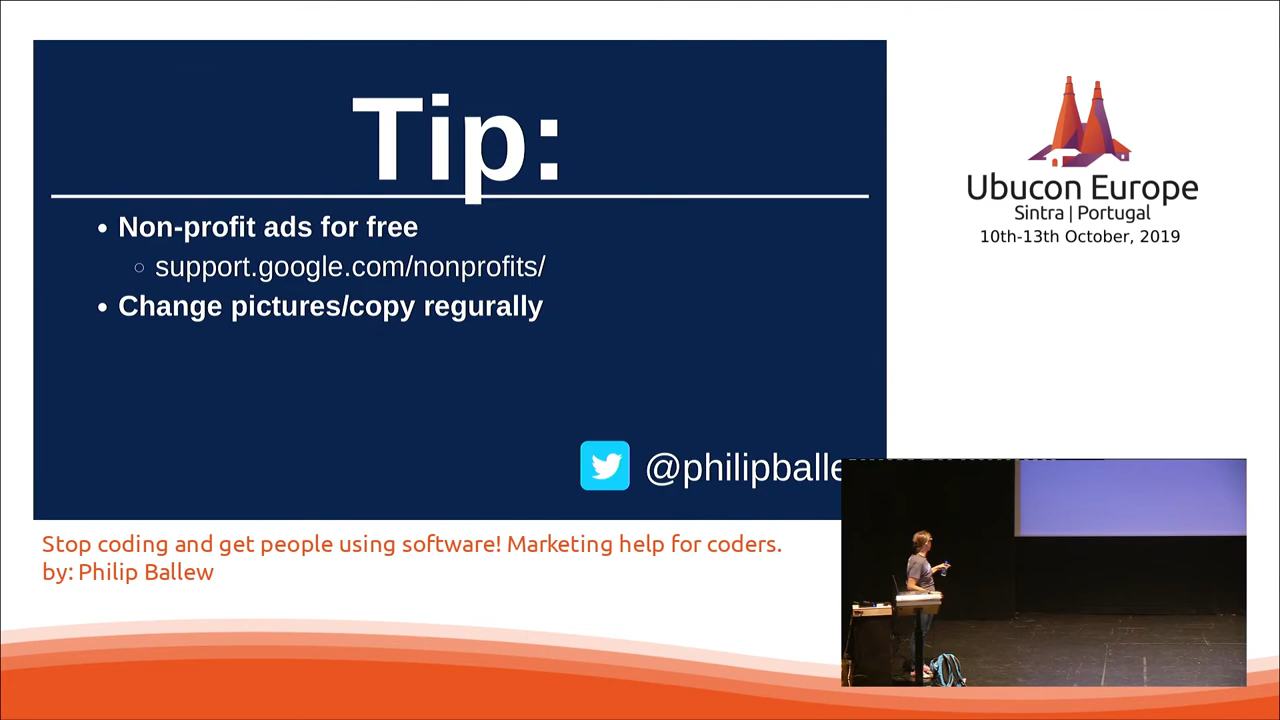 Tip:
Non-profit ads for free
support.google.com/nonprofits/
Change pictures/copy regurally
@philipballe
Ubucon Europe
Sintra | Portugal
10th-13th October, 2019
Stop coding and get people using software! Marketing help for coders.
by: Philip Ballew